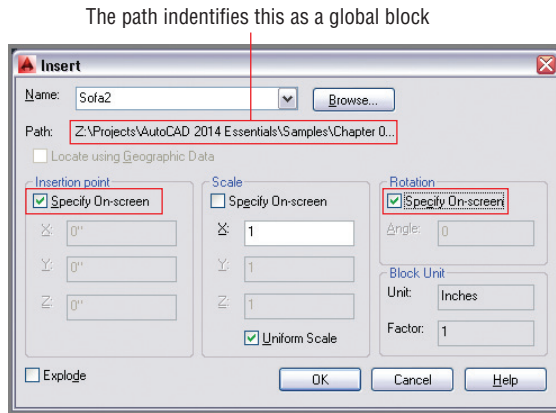 The path indentifies this as a global block
Insert
Name: Sofa2 Browse...
Path: Z:\Projects\AutoCAD 2014 Essentials\Samples\Chapter 0...
Locate using Geographic Data
Insertion point
Specify On-screen
X: 0"
Y: 0"
Z: 0"
Scale
Specify On-screen
X: 1
Y: 1
Z: 1
Uniform Scale
Rotation
Specify On-screen
Angle: 0
Block Unit
Unit: Inches
Factor: 1
Explode
OK Cancel Help